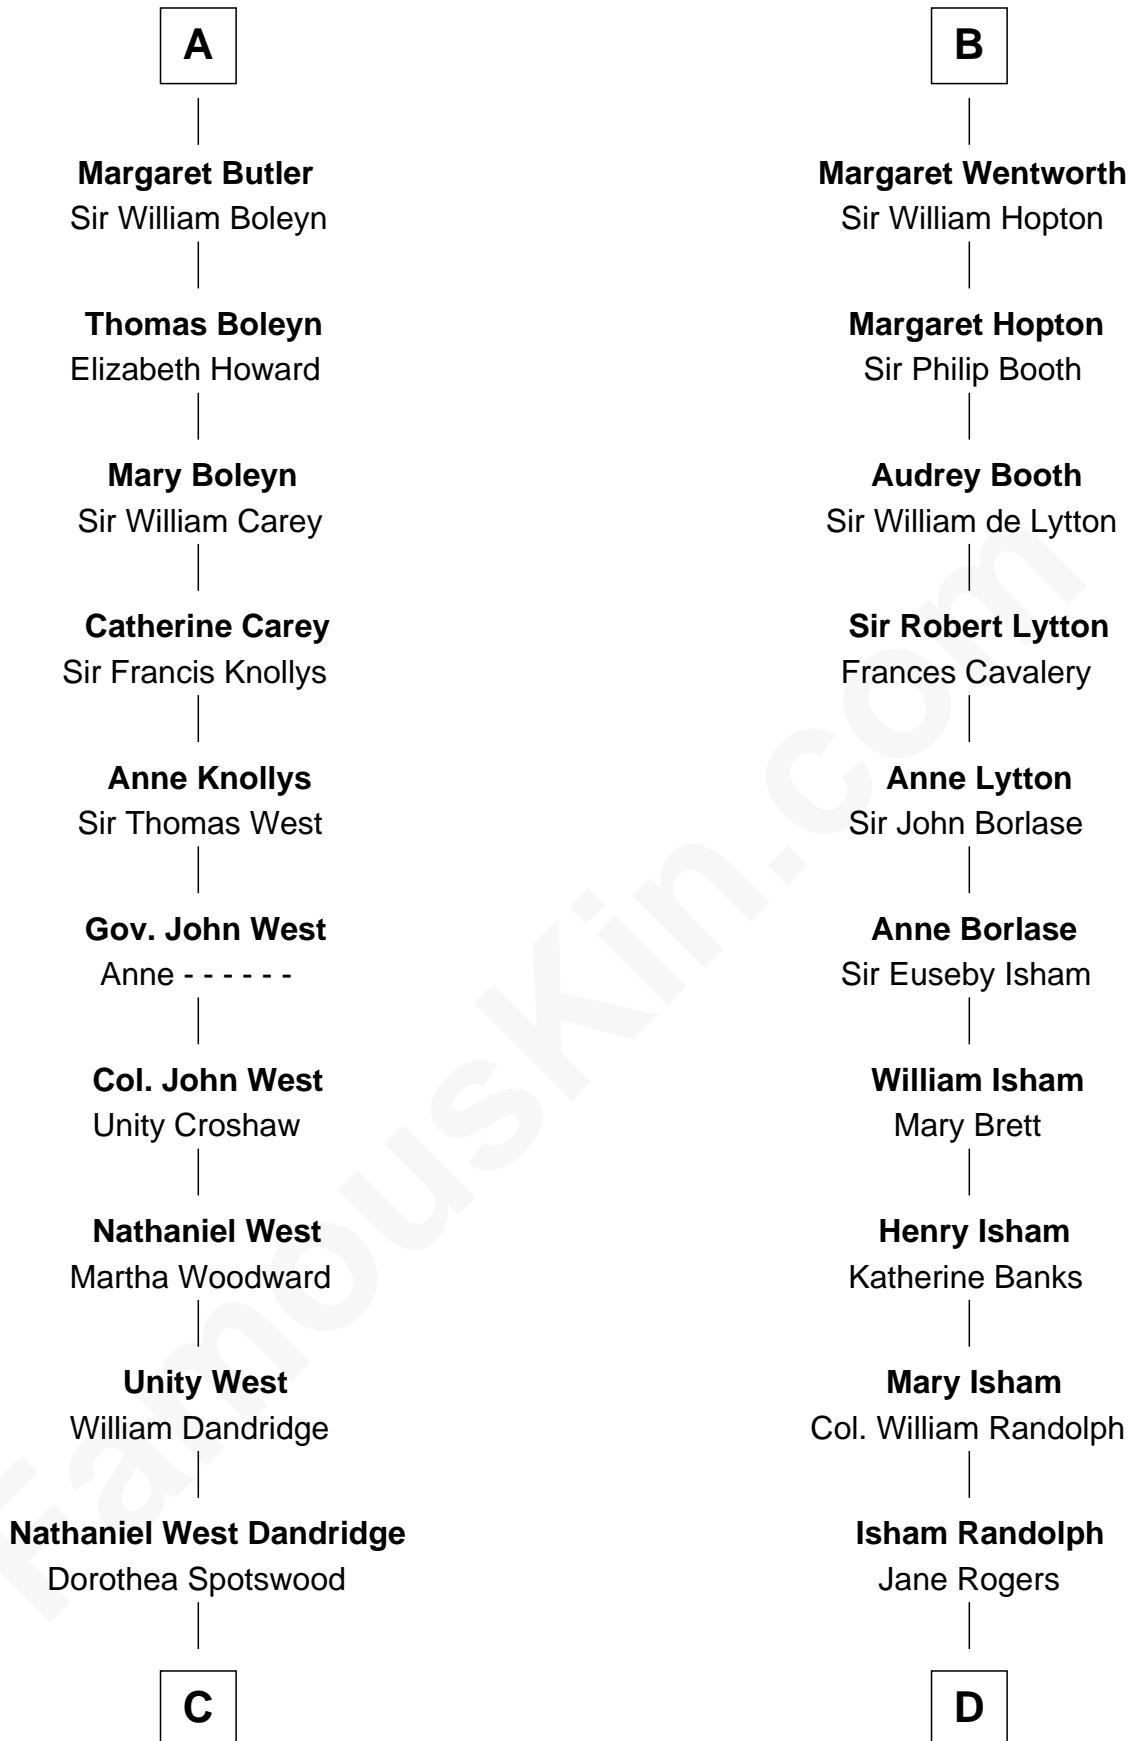 A
Margaret Butler
Sir William Boleyn
Thomas Boleyn
Elizabeth Howard
Mary Boleyn
Sir William Carey
Catherine Carey
Sir Francis Knollys
Anne Knollys
Sir Thomas West
Gov. John West
Anne - - - - - -
Col. John West
Unity Croshaw
Nathaniel West
Martha Woodward
Unity West
William Dandridge
Nathaniel West Dandridge
Dorothea Spotswood
C
B
Margaret Wentworth
Sir William Hopton
Margaret Hopton
Sir Philip Booth
Audrey Booth
Sir William de Lytton
Sir Robert Lytton
Frances Cavalery
Anne Lytton
Sir John Borlase
Anne Borlase
Sir Euseby Isham
William Isham
Mary Brett
Henry Isham
Katherine Banks
Mary Isham
Col. William Randolph
Isham Randolph
Jane Rogers
D
FamousKin.com